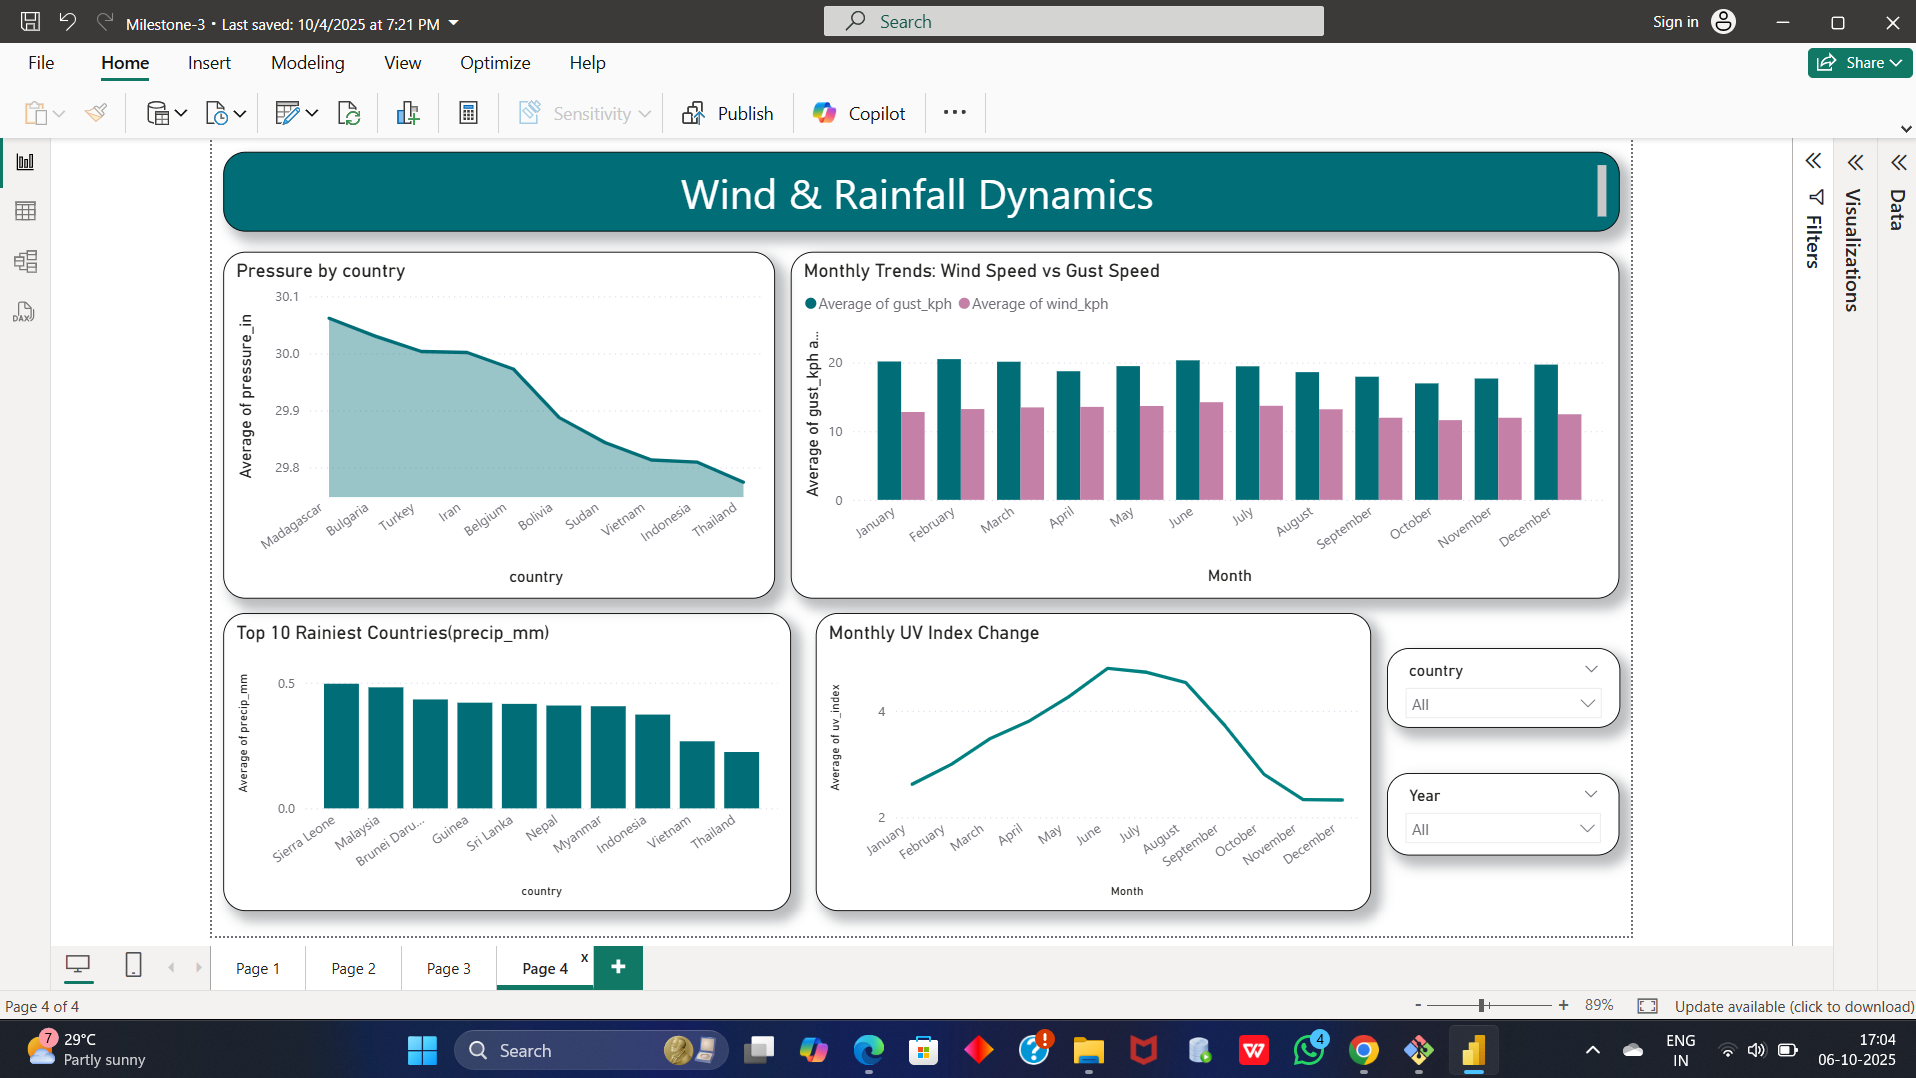 Milestone-3 • Last saved: 10/4/2025 at 7:21 PM
Search
Sign in
File
Home
Insert
Modeling
View
Optimize
Help
Share
Sensitivity
Publish
Copilot
DAX
Wind & Rainfall Dynamics
Filters
Visualizations
Data
Pressure by country
30.1
30.0
29.9
29.8
Average of pressure_in
Madagascar
Bulgaria
Turkey
Iran
Belgium
Bolivia
Sudan
Vietnam
Indonesia
Thailand
country
Monthly Trends: Wind Speed vs Gust Speed
Average of gust_kph
Average of wind_kph
Average of gust_kph a...
20
10
0
January
February
March
April
May
June
July
August
September
October
November
December
Month
Top 10 Rainiest Countries(precip_mm)
Average of precip_mm
0.5
0.0
Sierra Leone
Malaysia
Brunei Daru...
Guinea
Sri Lanka
Nepal
Myanmar
Indonesia
Vietnam
Thailand
country
Monthly UV Index Change
Average of uv_index
4
2
January
February
March
April
May
June
July
August
September
October
November
December
Month
country
All
Year
All
Page 1
Page 2
Page 3
Page 4
x
+
Page 4 of 4
- + 89%
Update available (click to download)
7
29°C
Partly sunny
Search
4
ENG
IN
17:04
06-10-2025